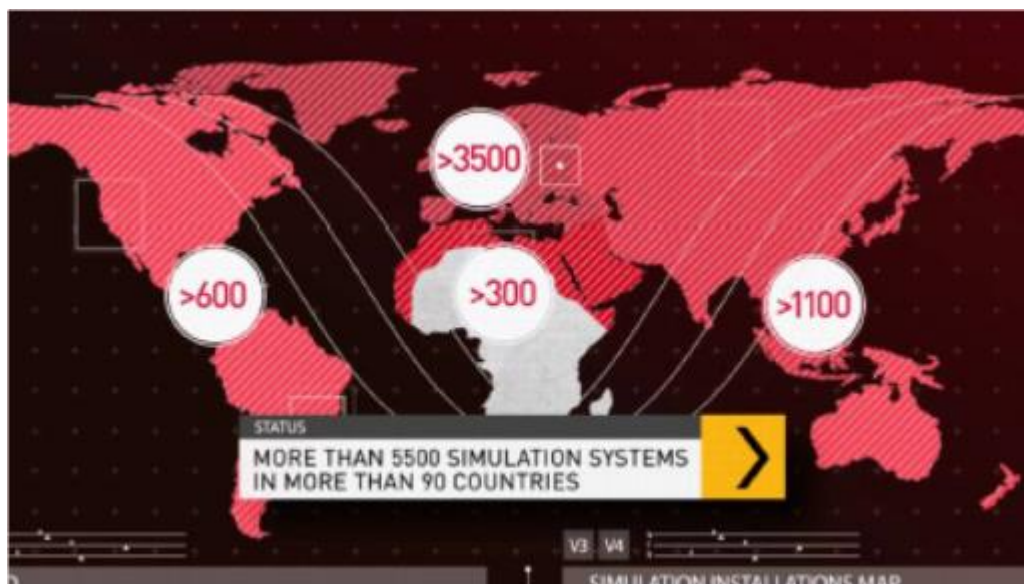 >3500
>600
>300
>1100
STATUS
MORE THAN 5500 SIMULATION SYSTEMS
IN MORE THAN 90 COUNTRIES
V3 V4
SIMULATION INSTALLATIONS MAP